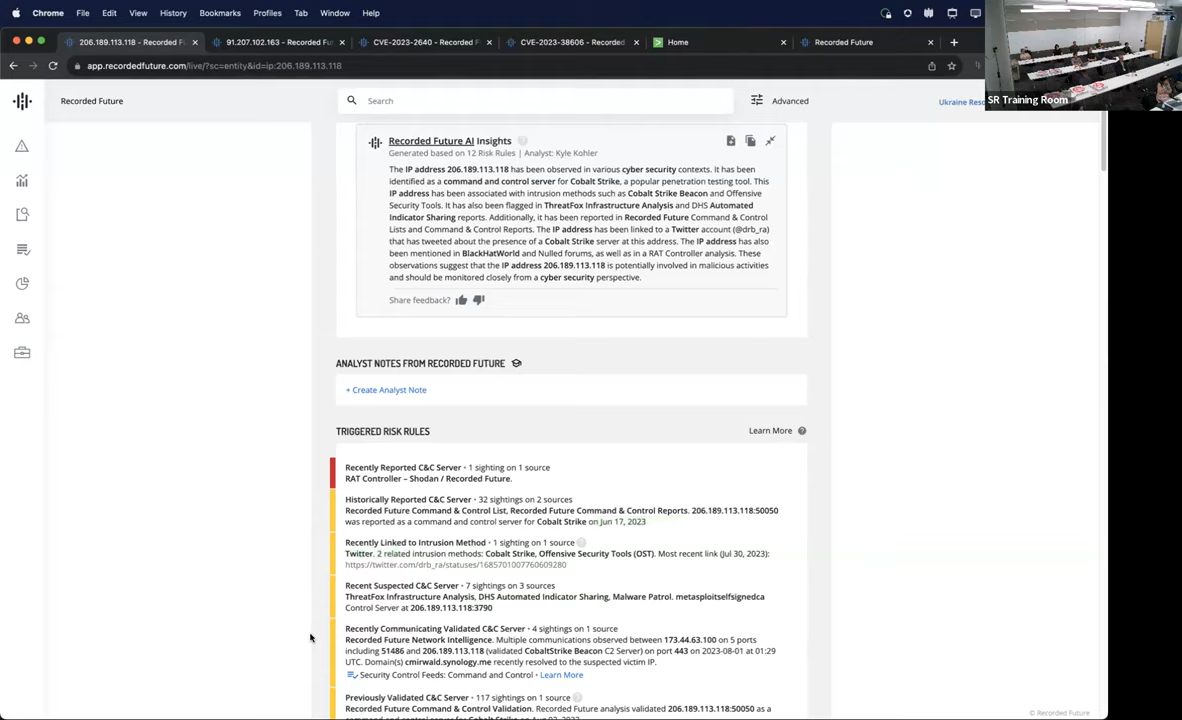 Chrome File Edit View History Bookmarks Profiles Tab Window Help
206.189.113.118 - Recorded F
91.207.102.163 - Recorded Fut
CVE-2023-2640 - Recorded F
CVE-2023-38606 - Recorded
Home
Recorded Future
app.recordedfuture.com/live/?sc=entity&id=ip:206.189.113.118
SR Training Room
Recorded Future
Search
Advanced
Ukraine Reso
Recorded Future AI Insights
Generated based on 12 Risk Rules | Analyst: Kyle Kohler
The IP address 206.189.113.118 has been observed in various cyber security contexts. It has been
identified as a command and control server for Cobalt Strike, a popular penetration testing tool. This
IP address has been associated with intrusion methods such as Cobalt Strike Beacon and Offensive
Security Tools. It has also been flagged in ThreatFox Infrastructure Analysis and DHS Automated
Indicator Sharing reports. Additionally, it has been reported in Recorded Future Command & Control
Lists and Command & Control Reports. The IP address has been linked to a Twitter account (@drb_ra)
that has tweeted about the presence of a Cobalt Strike server at this address. The IP address has also
been mentioned in BlackHatWorld and Nulled forums, as well as in a RAT Controller analysis. These
observations suggest that the IP address 206.189.113.118 is potentially involved in malicious activities
and should be monitored closely from a cyber security perspective.
Share feedback?
ANALYST NOTES FROM RECORDED FUTURE
+ Create Analyst Note
TRIGGERED RISK RULES
Learn More
Recently Reported C&C Server • 1 sighting on 1 source
RAT Controller – Shodan / Recorded Future.
Historically Reported C&C Server • 32 sightings on 2 sources
Recorded Future Command & Control List, Recorded Future Command & Control Reports. 206.189.113.118:50050
was reported as a command and control server for Cobalt Strike on Jun 17, 2023
Recently Linked to Intrusion Method • 1 sighting on 1 source
Twitter. 2 related intrusion methods: Cobalt Strike, Offensive Security Tools (OST). Most recent link (Jul 30, 2023):
https://twitter.com/drb_ra/statuses/1685701007760609280
Recent Suspected C&C Server • 7 sightings on 3 sources
ThreatFox Infrastructure Analysis, DHS Automated Indicator Sharing, Malware Patrol. metasploitselfsignedca
Control Server at 206.189.113.118:3790
Recently Communicating Validated C&C Server • 4 sightings on 1 source
Recorded Future Network Intelligence. Multiple communications observed between 173.44.63.100 on 5 ports
including 51486 and 206.189.113.118 (validated CobaltStrike Beacon C2 Server) on port 443 on 2023-08-01 at 01:29
UTC. Domain(s) cmirwald.synology.me recently resolved to the suspected victim IP.
Security Control Feeds: Command and Control • Learn More
Previously Validated C&C Server • 117 sightings on 1 source
Recorded Future Command & Control Validation. Recorded Future analysis validated 206.189.113.118:50050 as a
© Recorded Future